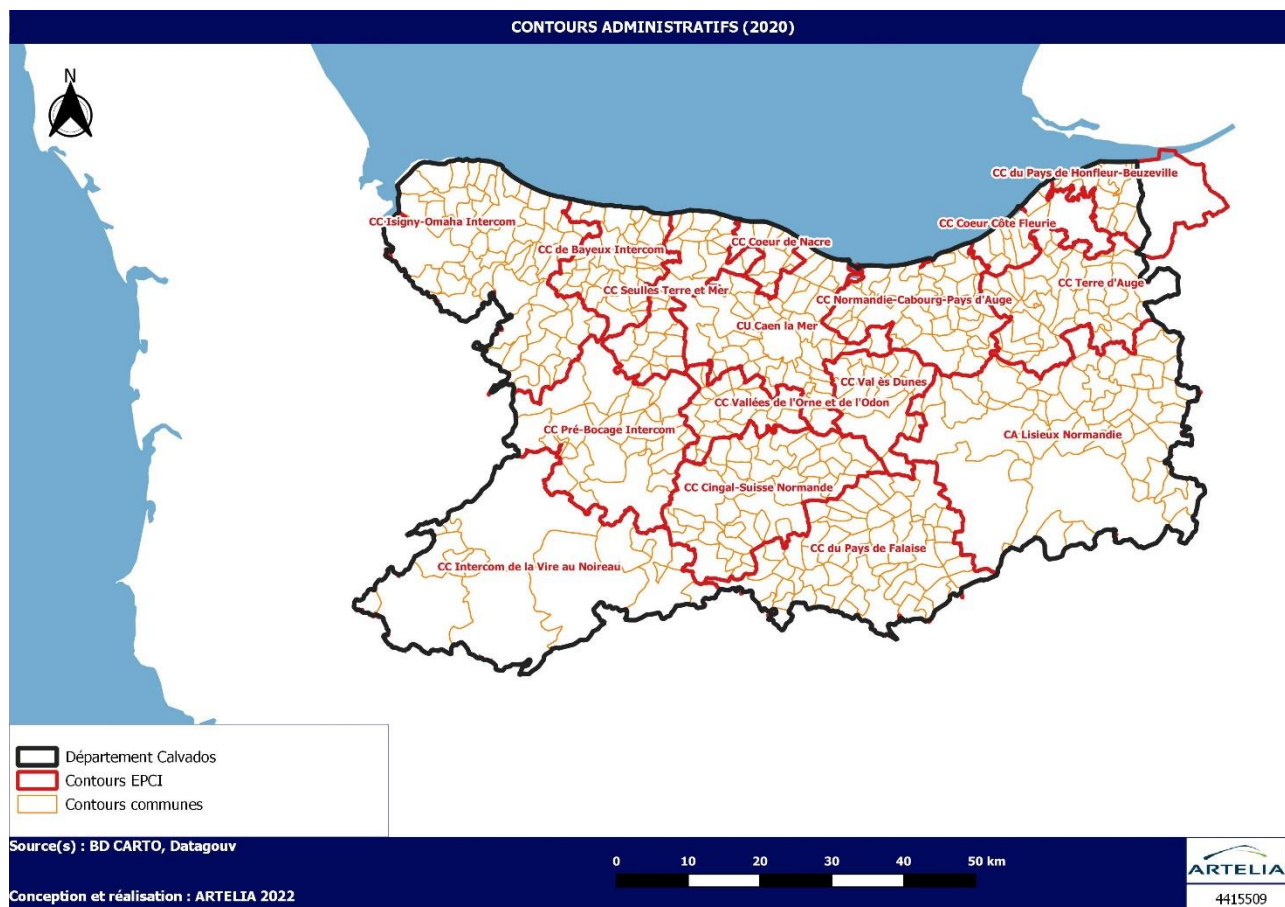 CONTOURS ADMINISTRATIFS (2020)
N
CC du Pays de Honfleur-Beuzeville
CC Isigny-Omaha Intercom
CC Coeur Côte Fleurie
CC de Bayeux Intercom
CC Coeur de Nacre
CC Terre d'Auge
CC Seulles Terre et Mer
CC Normandie-Cabourg-Pays d'Auge
CU Caen la Mer
CC Val ès Dunes
CC Vallées de l'Orne et de l'Odon
CC Pré-Bocage Intercom
CA Lisieux Normandie
CC Cingal-Suisse Normande
CC du Pays de Falaise
CC Intercom de la Vire au Noireau
Département Calvados
Contours EPCI
Contours communes
Source(s) : BD CARTO, Datagouv
0 10 20 30 40 50 km
Conception et réalisation : ARTELIA 2022
ARTELIA
4415509